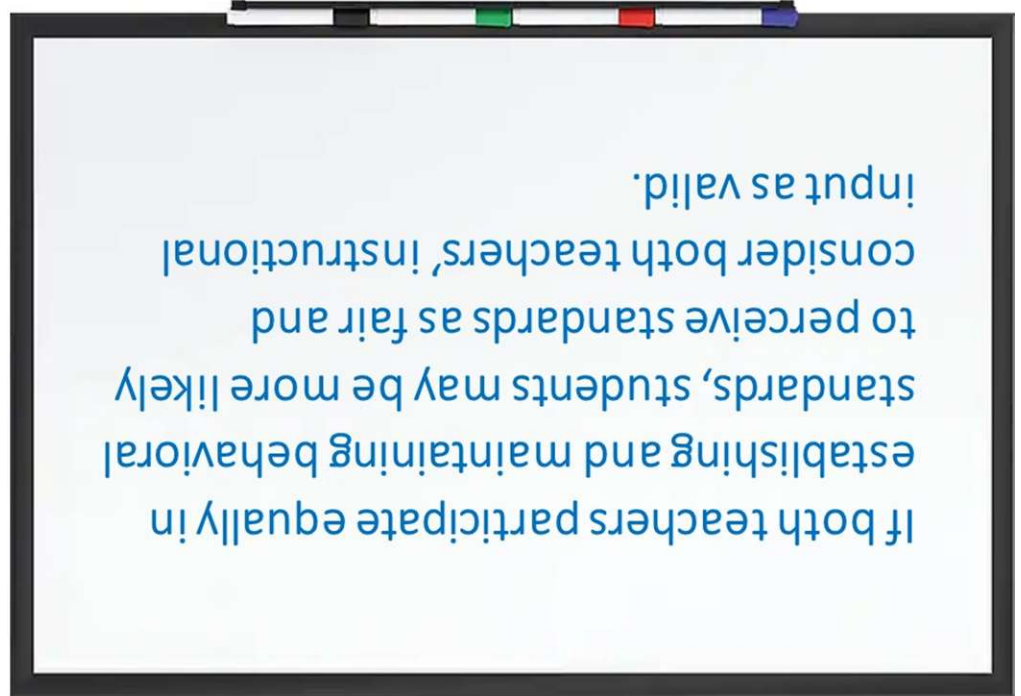 If both teachers participate equally in
establishing and maintaining behavioral
standards, students may be more likely
to perceive standards as fair and
consider both teachers’ instructional
input as valid.